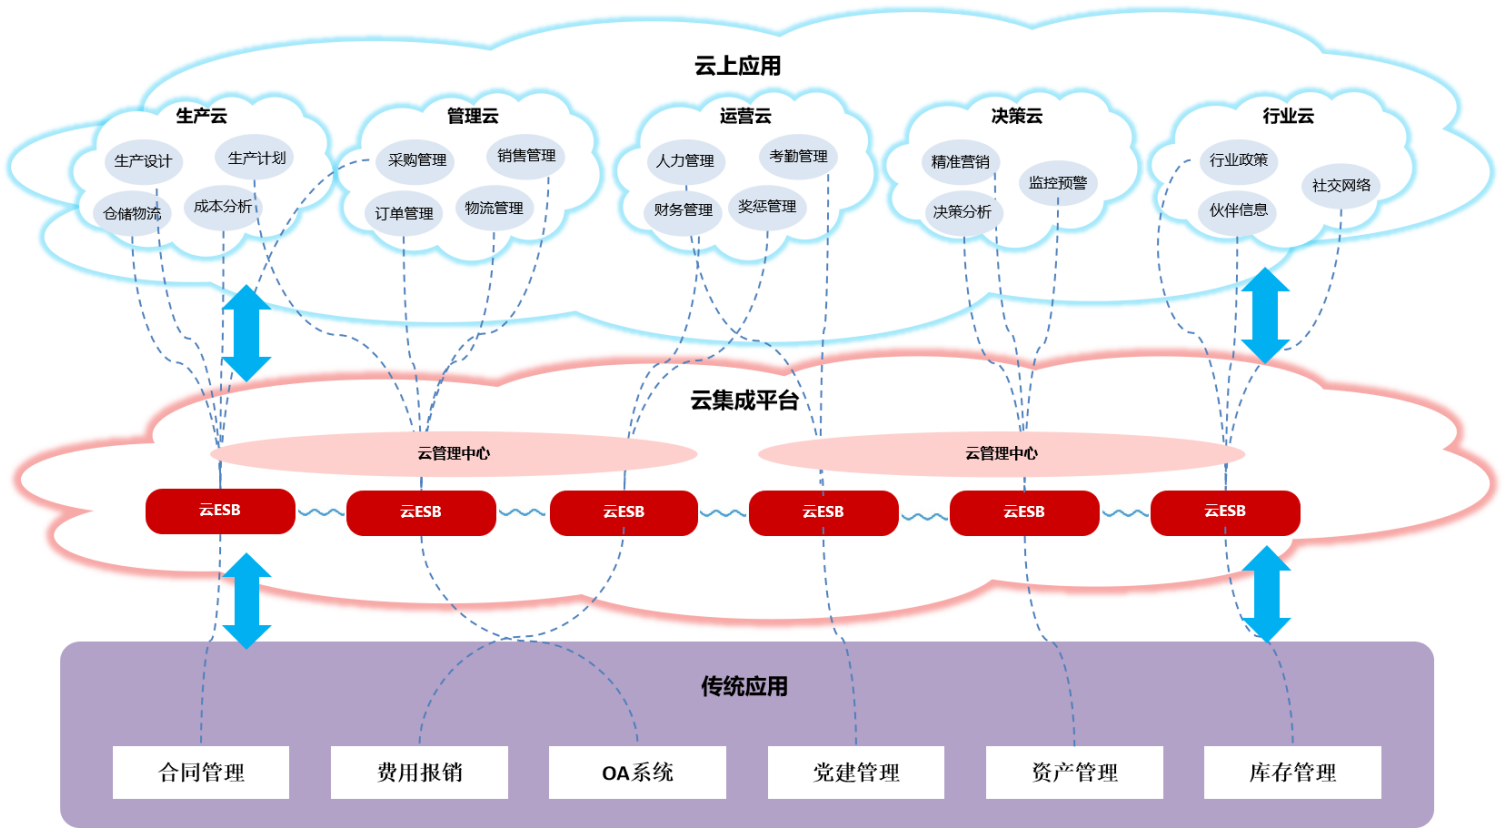 云上应用
生产云
管理云
运营云
决策云
行业云
生产设计
生产计划
仓储物流
成本分析
采购管理
销售管理
订单管理
物流管理
人力管理
考勤管理
财务管理
奖惩管理
精准营销
监控预警
决策分析
行业政策
社交网络
伙伴信息
云集成平台
云管理中心
云管理中心
云ESB
云ESB
云ESB
云ESB
云ESB
云ESB
传统应用
合同管理
费用报销
OA系统
党建管理
资产管理
库存管理